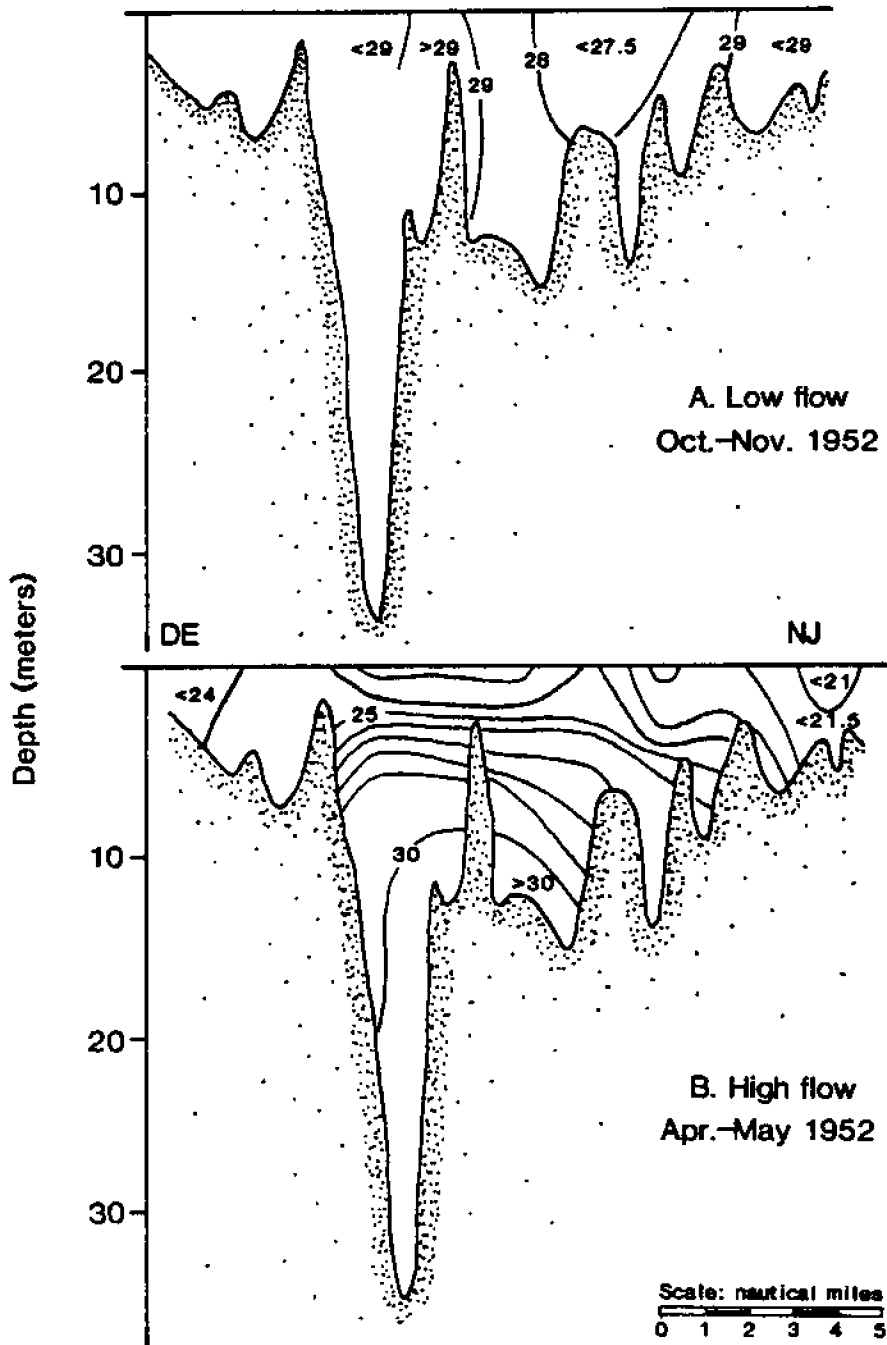 <29 >29 29 28 <27.5 29 <29
10
20
30
A. Low flow
Oct.-Nov. 1952
DE NJ
Depth (meters)
<24 25 <21
<21.5
30 >30
10
20
30
B. High flow
Apr.-May 1952
Scale: nautical miles
0 1 2 3 4 5